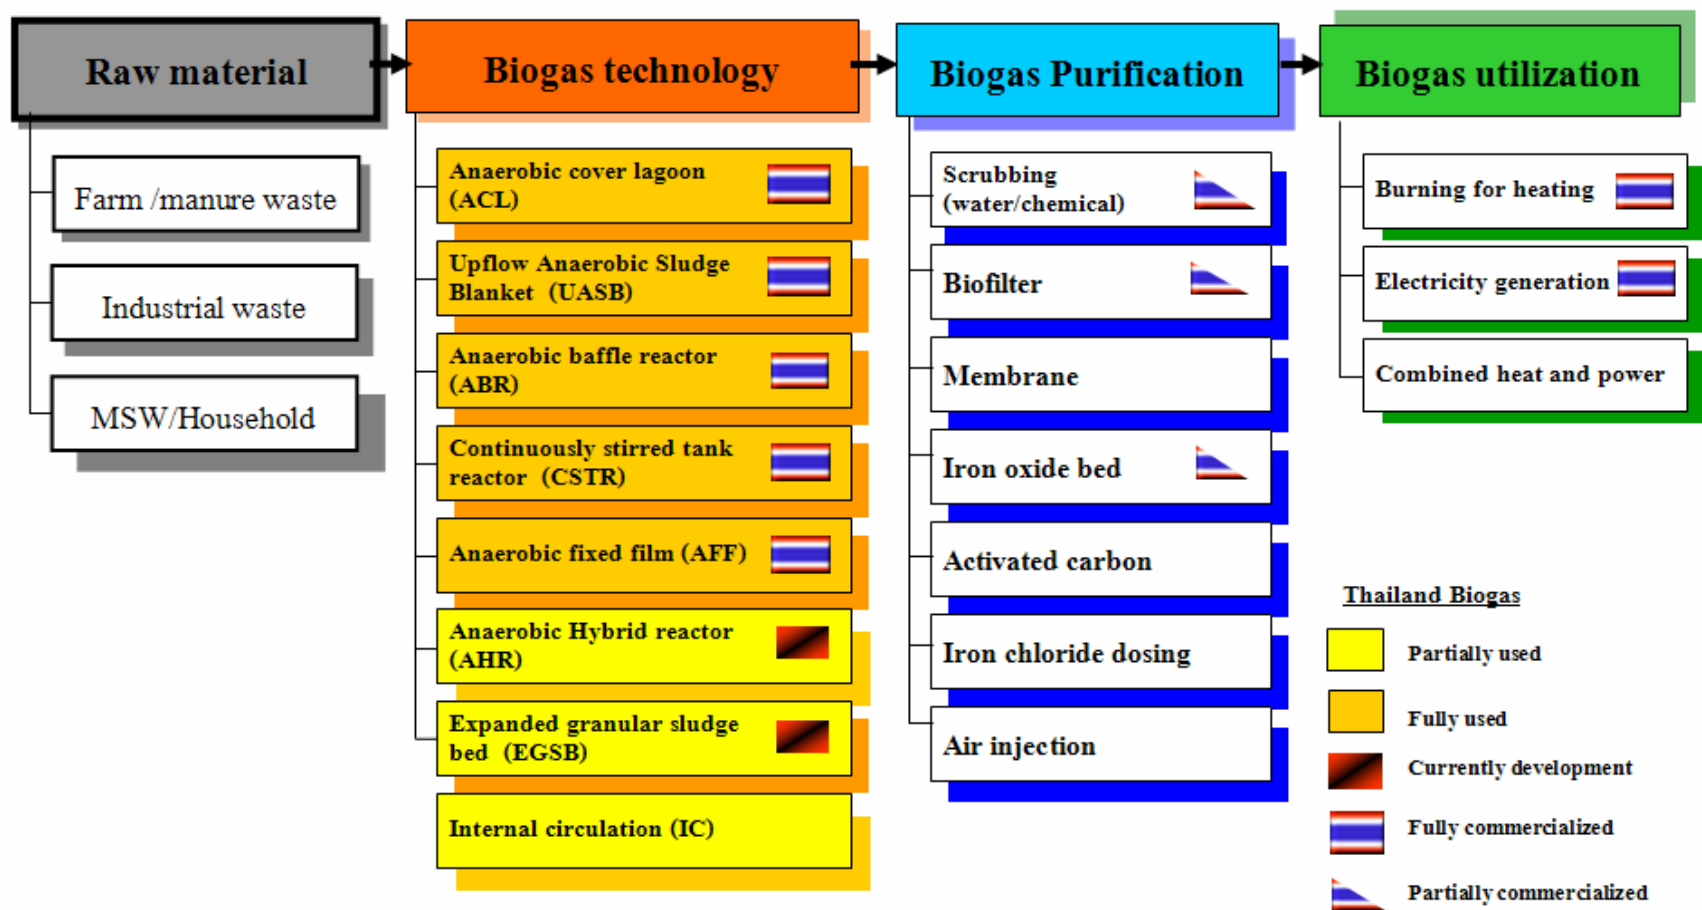 Raw material
Biogas technology
Biogas Purification
Biogas utilization
Farm /manure waste
Industrial waste
MSW/Household
Anaerobic cover lagoon
(ACL)
Upflow Anaerobic Sludge
Blanket (UASB)
Anaerobic baffle reactor
(ABR)
Continuously stirred tank
reactor (CSTR)
Anaerobic fixed film (AFF)
Anaerobic Hybrid reactor
(AHR)
Expanded granular sludge
bed (EGSB)
Internal circulation (IC)
Scrubbing
(water/chemical)
Biofilter
Membrane
Iron oxide bed
Activated carbon
Iron chloride dosing
Air injection
Burning for heating
Electricity generation
Combined heat and power
Thailand Biogas
Partially used
Fully used
Currently development
Fully commercialized
Partially commercialized